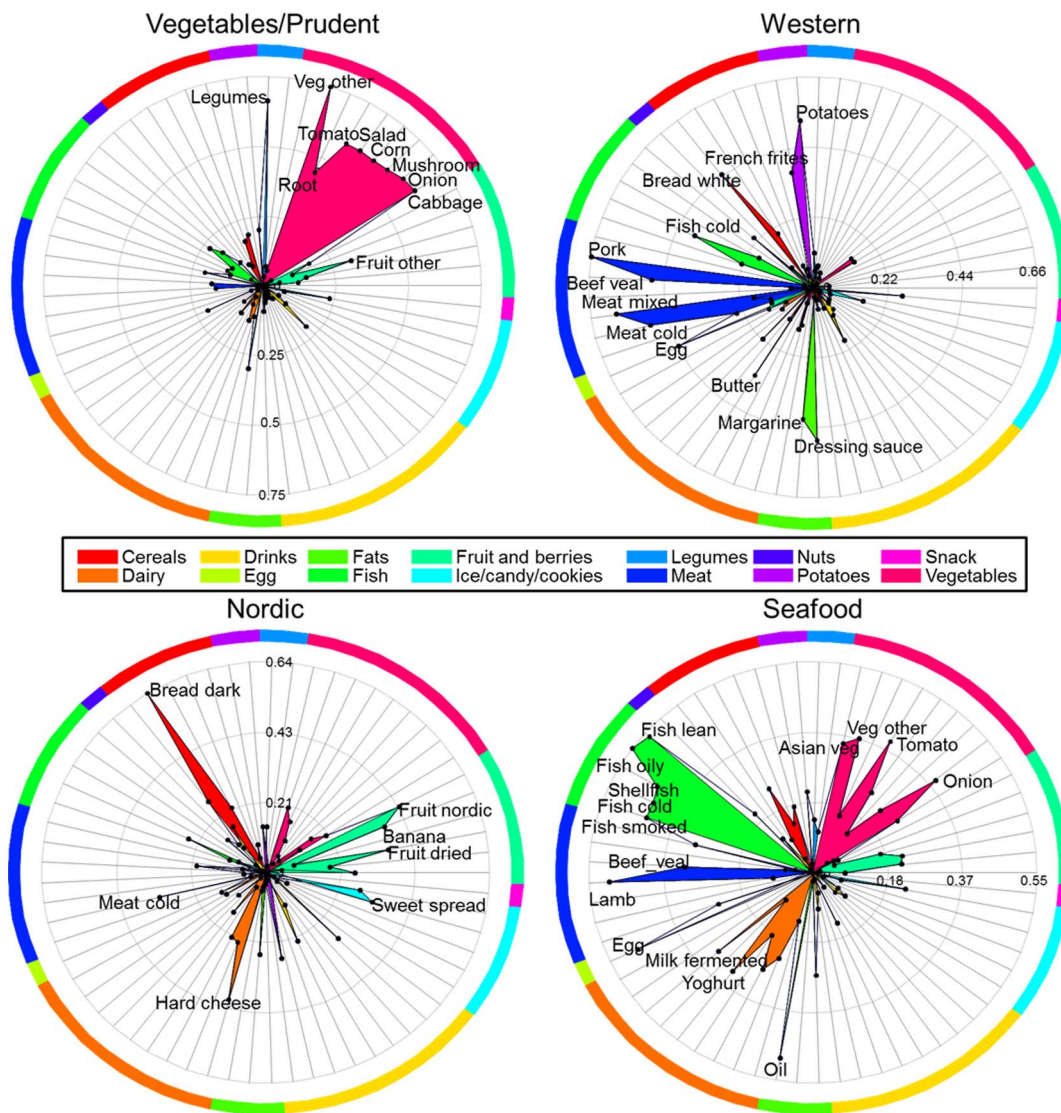 Vegetables/Prudent
Legumes
Veg other
Tomato
Salad
Corn
Mushroom
Root
Onion
Cabbage
Fruit other
0.25
0.5
0.75
Western
Potatoes
French frites
Bread white
Fish cold
Pork
Beef veal
Meat mixed
Meat cold
Egg
Butter
Margarine
Dressing sauce
0.22
0.44
0.66
Cereals
Drinks
Fats
Fruit and berries
Legumes
Nuts
Snack
Dairy
Egg
Fish
Ice/candy/cookies
Meat
Potatoes
Vegetables
Nordic
0.64
Bread dark
0.43
0.21
Fruit nordic
Banana
Fruit dried
Meat cold
Sweet spread
Hard cheese
Seafood
Fish lean
Veg other
Asian veg
Tomato
Fish oily
Onion
Shellfish
Fish cold
Fish smoked
Beef_veal
0.18
0.37
0.55
Lamb
Egg
Milk fermented
Yoghurt
Oil